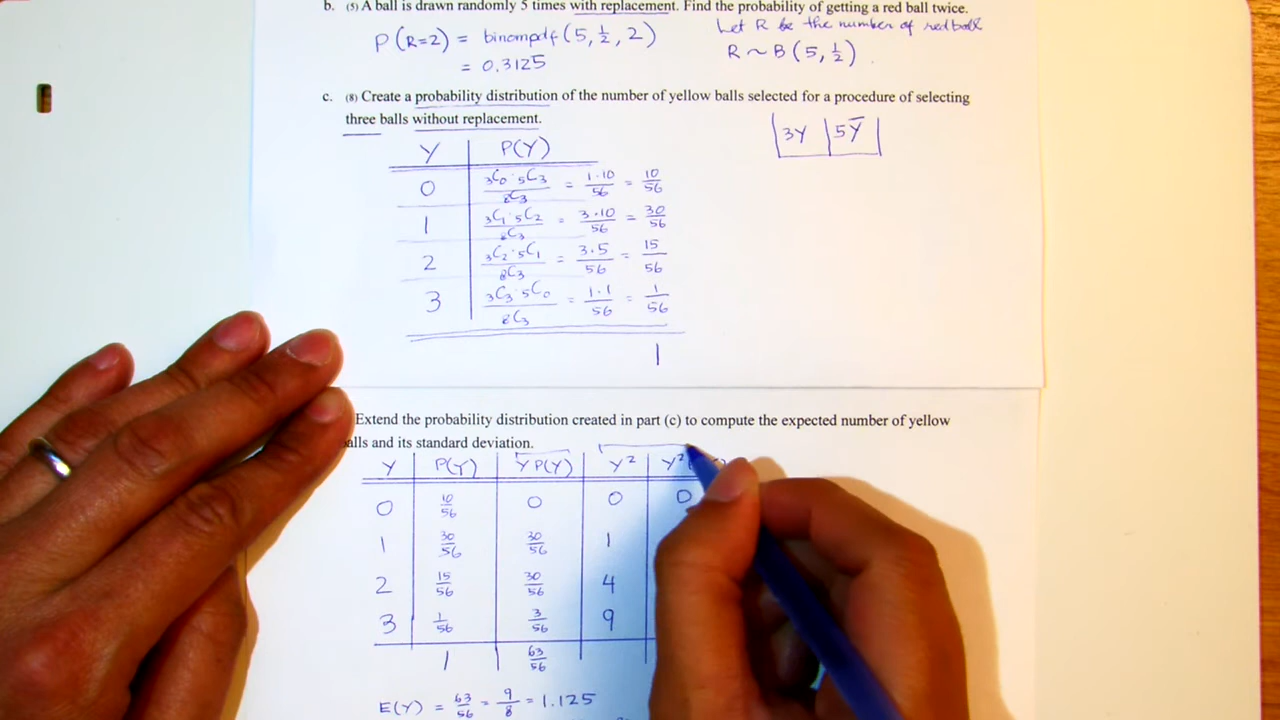 b. (5) A ball is drawn randomly 5 times with replacement. Find the probability of getting a red ball twice.
P(R=2) = binompdf(5, 1/2, 2)
= 0.3125
Let R be the number of red balls
R ~ B(5, 1/2).
c. (8) Create a probability distribution of the number of yellow balls selected for a procedure of selecting
three balls without replacement.
3Y | 5Ȳ
Y | P(Y)
0 | ₃C₀·₅C₃/₈C₃ = 1·10/56 = 10/56
1 | ₃C₁·₅C₂/₈C₃ = 3·10/56 = 30/56
2 | ₃C₂·₅C₁/₈C₃ = 3·5/56 = 15/56
3 | ₃C₃·₅C₀/₈C₃ = 1·1/56 = 1/56
1
Extend the probability distribution created in part (c) to compute the expected number of yellow
alls and its standard deviation.
Y | P(Y) | YP(Y) | Y² | Y²
0 | 10/56 | 0 | 0 | 0
1 | 30/56 | 30/56 | 1
2 | 15/56 | 30/56 | 4
3 | 1/56 | 3/56 | 9
1 | 63/56
E(Y) = 63/56 = 9/8 = 1.125